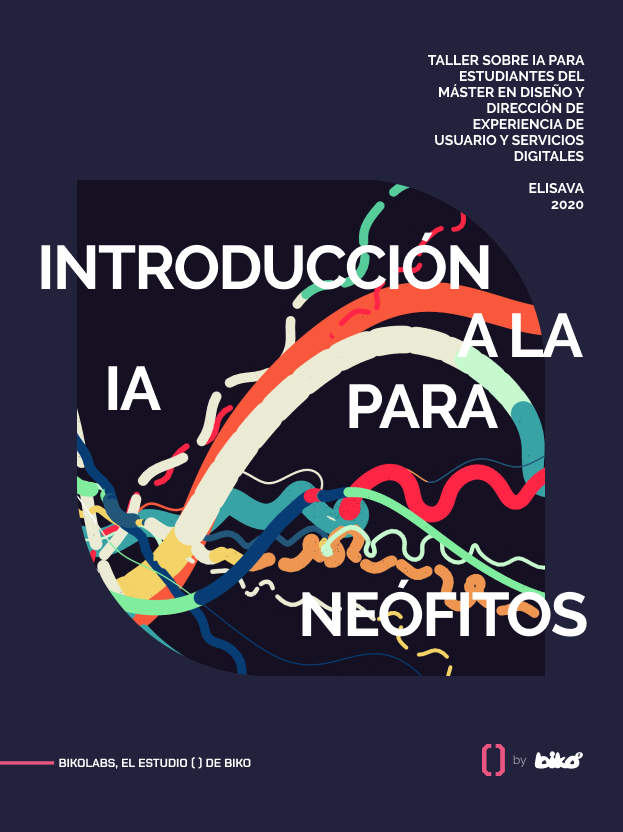 TALLER SOBRE IA PARA
ESTUDIANTES DEL
MÁSTER EN DISEÑO Y
DIRECCIÓN DE
EXPERIENCIA DE
USUARIO Y SERVICIOS
DIGITALES
ELISAVA
2020
INTRODUCCIÓN
A LA
IA
PARA
NEÓFITOS
BIKOLABS, EL ESTUDIO ( ) DE BIKO
[ ] by biko